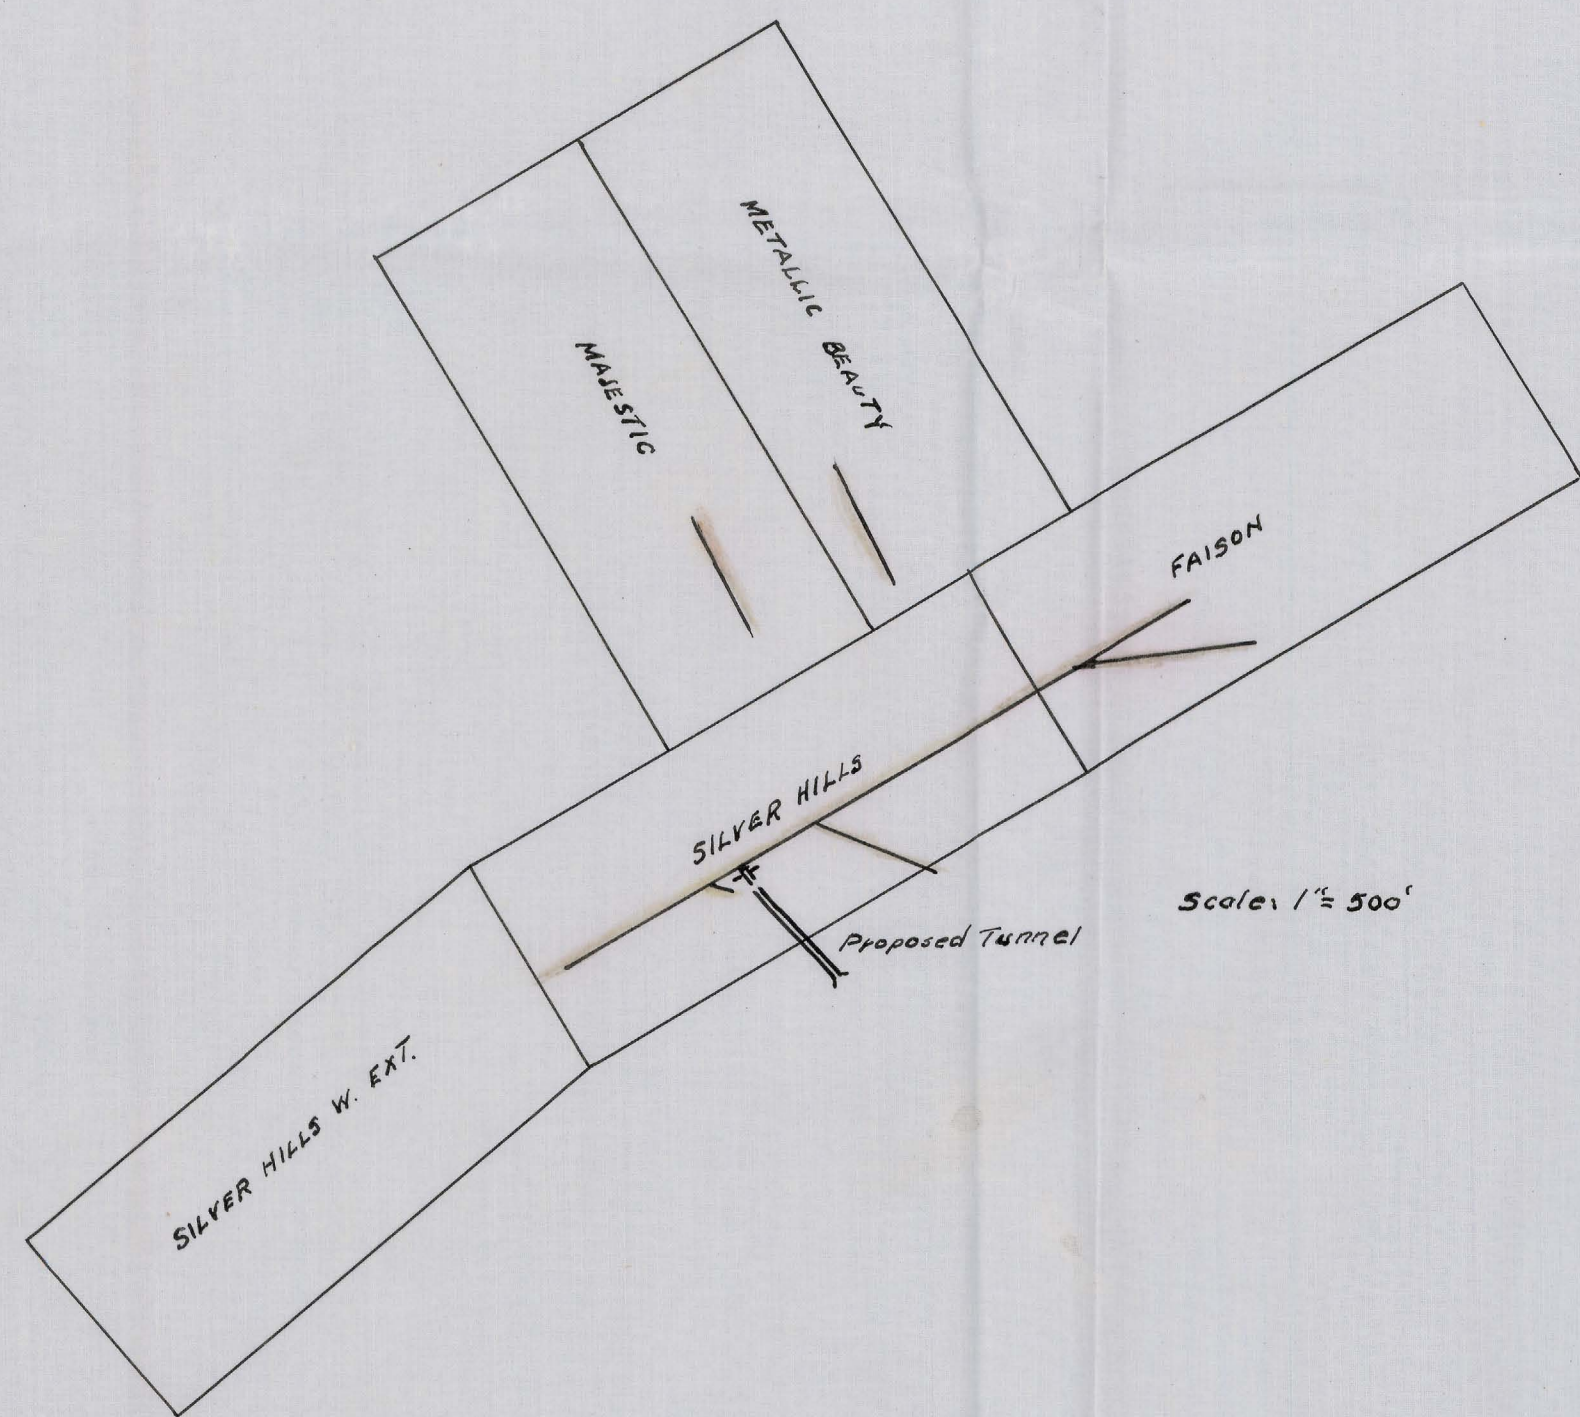 METALLIC BEAUTY
MAJESTIC
FAISON
SILVER HILLS
Scale: 1"= 500'
Proposed Tunnel
SILVER HILLS W. EXT.